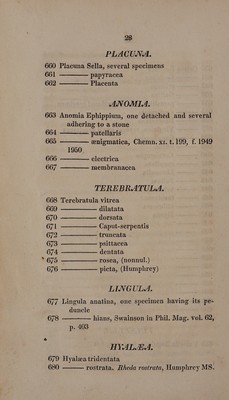 28
PLACUNA.
660 Placuna Sella, several specimens
661 ——— papyracea
662 ——— Placenta
ANOMIA.
663 Anomia Ephippium, one detached and several
adhering to a stone
664 ——— patellaris
665 ——— ænigmatica, Chemn. XI. t. 199, f. 1949
1950
666 ——— electrica
667 ——— membranacea
TEREBRATULA.
668 Terebratula vitrea
669 ——— dilatata
670 ——— dorsata
671 ——— Caput-serpentis
672 ——— truncata
673 ——— psittacea
674 ——— dentata
675 ——— rosea, (nonnul.)
676 ——— picta, (Humphrey)
LINGULA.
677 Lingula anatina, one specimen having its pe-
duncle
678 ——— hians, Swainson in Phil. Mag. vol. 62,
p. 403
HYALÆA.
679 Hyalæa tridentata
680 ——— rostrata. Rheda rostrata, Humphrey MS.